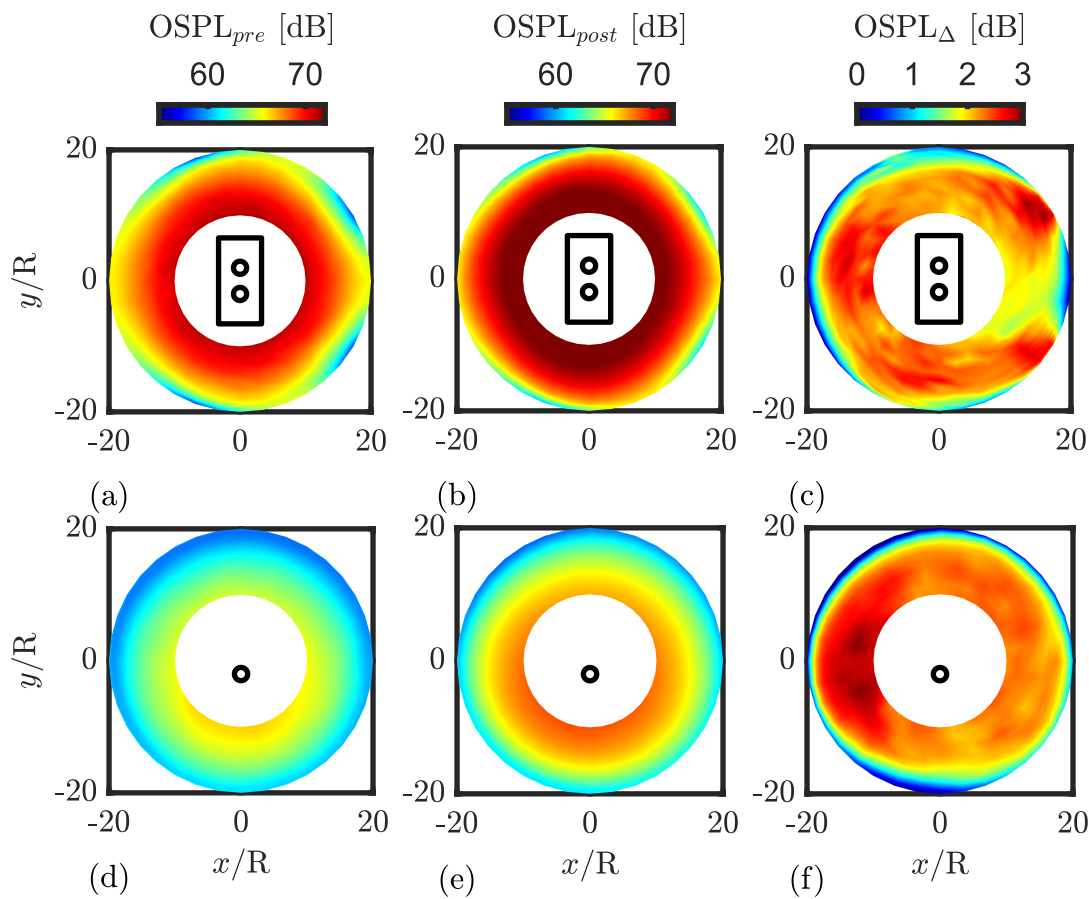 OSPL_pre [dB] OSPL_post [dB] OSPL_Δ [dB]
60 70 60 70 0 1 2 3
20 20 20
y/R
0 0 0
-20 -20 -20
-20 0 20 -20 0 20 -20 0 20
(a) (b) (c)
20 20 20
y/R
0 0 0
-20 -20 -20
-20 0 20 -20 0 20 -20 0 20
x/R x/R x/R
(d) (e) (f)